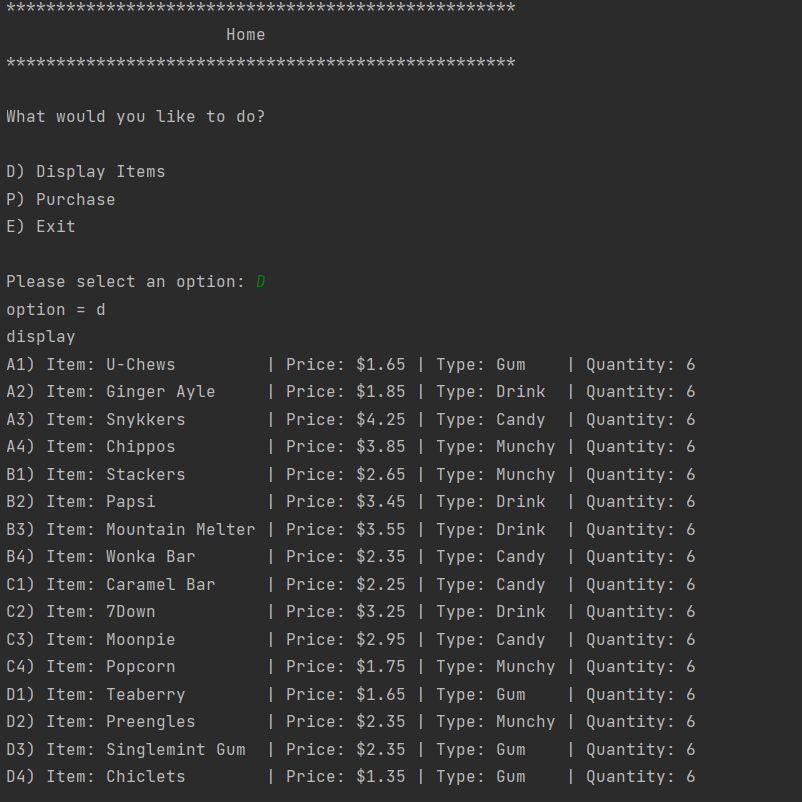 ***************************************************
                      Home
***************************************************
What would you like to do?
D) Display Items
P) Purchase
E) Exit
Please select an option: D
option = d
display
A1) Item: U-Chews         | Price: $1.65 | Type: Gum    | Quantity: 6
A2) Item: Ginger Ayle     | Price: $1.85 | Type: Drink  | Quantity: 6
A3) Item: Snykkers        | Price: $4.25 | Type: Candy  | Quantity: 6
A4) Item: Chippos         | Price: $3.85 | Type: Munchy | Quantity: 6
B1) Item: Stackers        | Price: $2.65 | Type: Munchy | Quantity: 6
B2) Item: Papsi           | Price: $3.45 | Type: Drink  | Quantity: 6
B3) Item: Mountain Melter | Price: $3.55 | Type: Drink  | Quantity: 6
B4) Item: Wonka Bar       | Price: $2.35 | Type: Candy  | Quantity: 6
C1) Item: Caramel Bar     | Price: $2.25 | Type: Candy  | Quantity: 6
C2) Item: 7Down           | Price: $3.25 | Type: Drink  | Quantity: 6
C3) Item: Moonpie         | Price: $2.95 | Type: Candy  | Quantity: 6
C4) Item: Popcorn         | Price: $1.75 | Type: Munchy | Quantity: 6
D1) Item: Teaberry        | Price: $1.65 | Type: Gum    | Quantity: 6
D2) Item: Preengles       | Price: $2.35 | Type: Munchy | Quantity: 6
D3) Item: Singlemint Gum  | Price: $2.35 | Type: Gum    | Quantity: 6
D4) Item: Chiclets        | Price: $1.35 | Type: Gum    | Quantity: 6